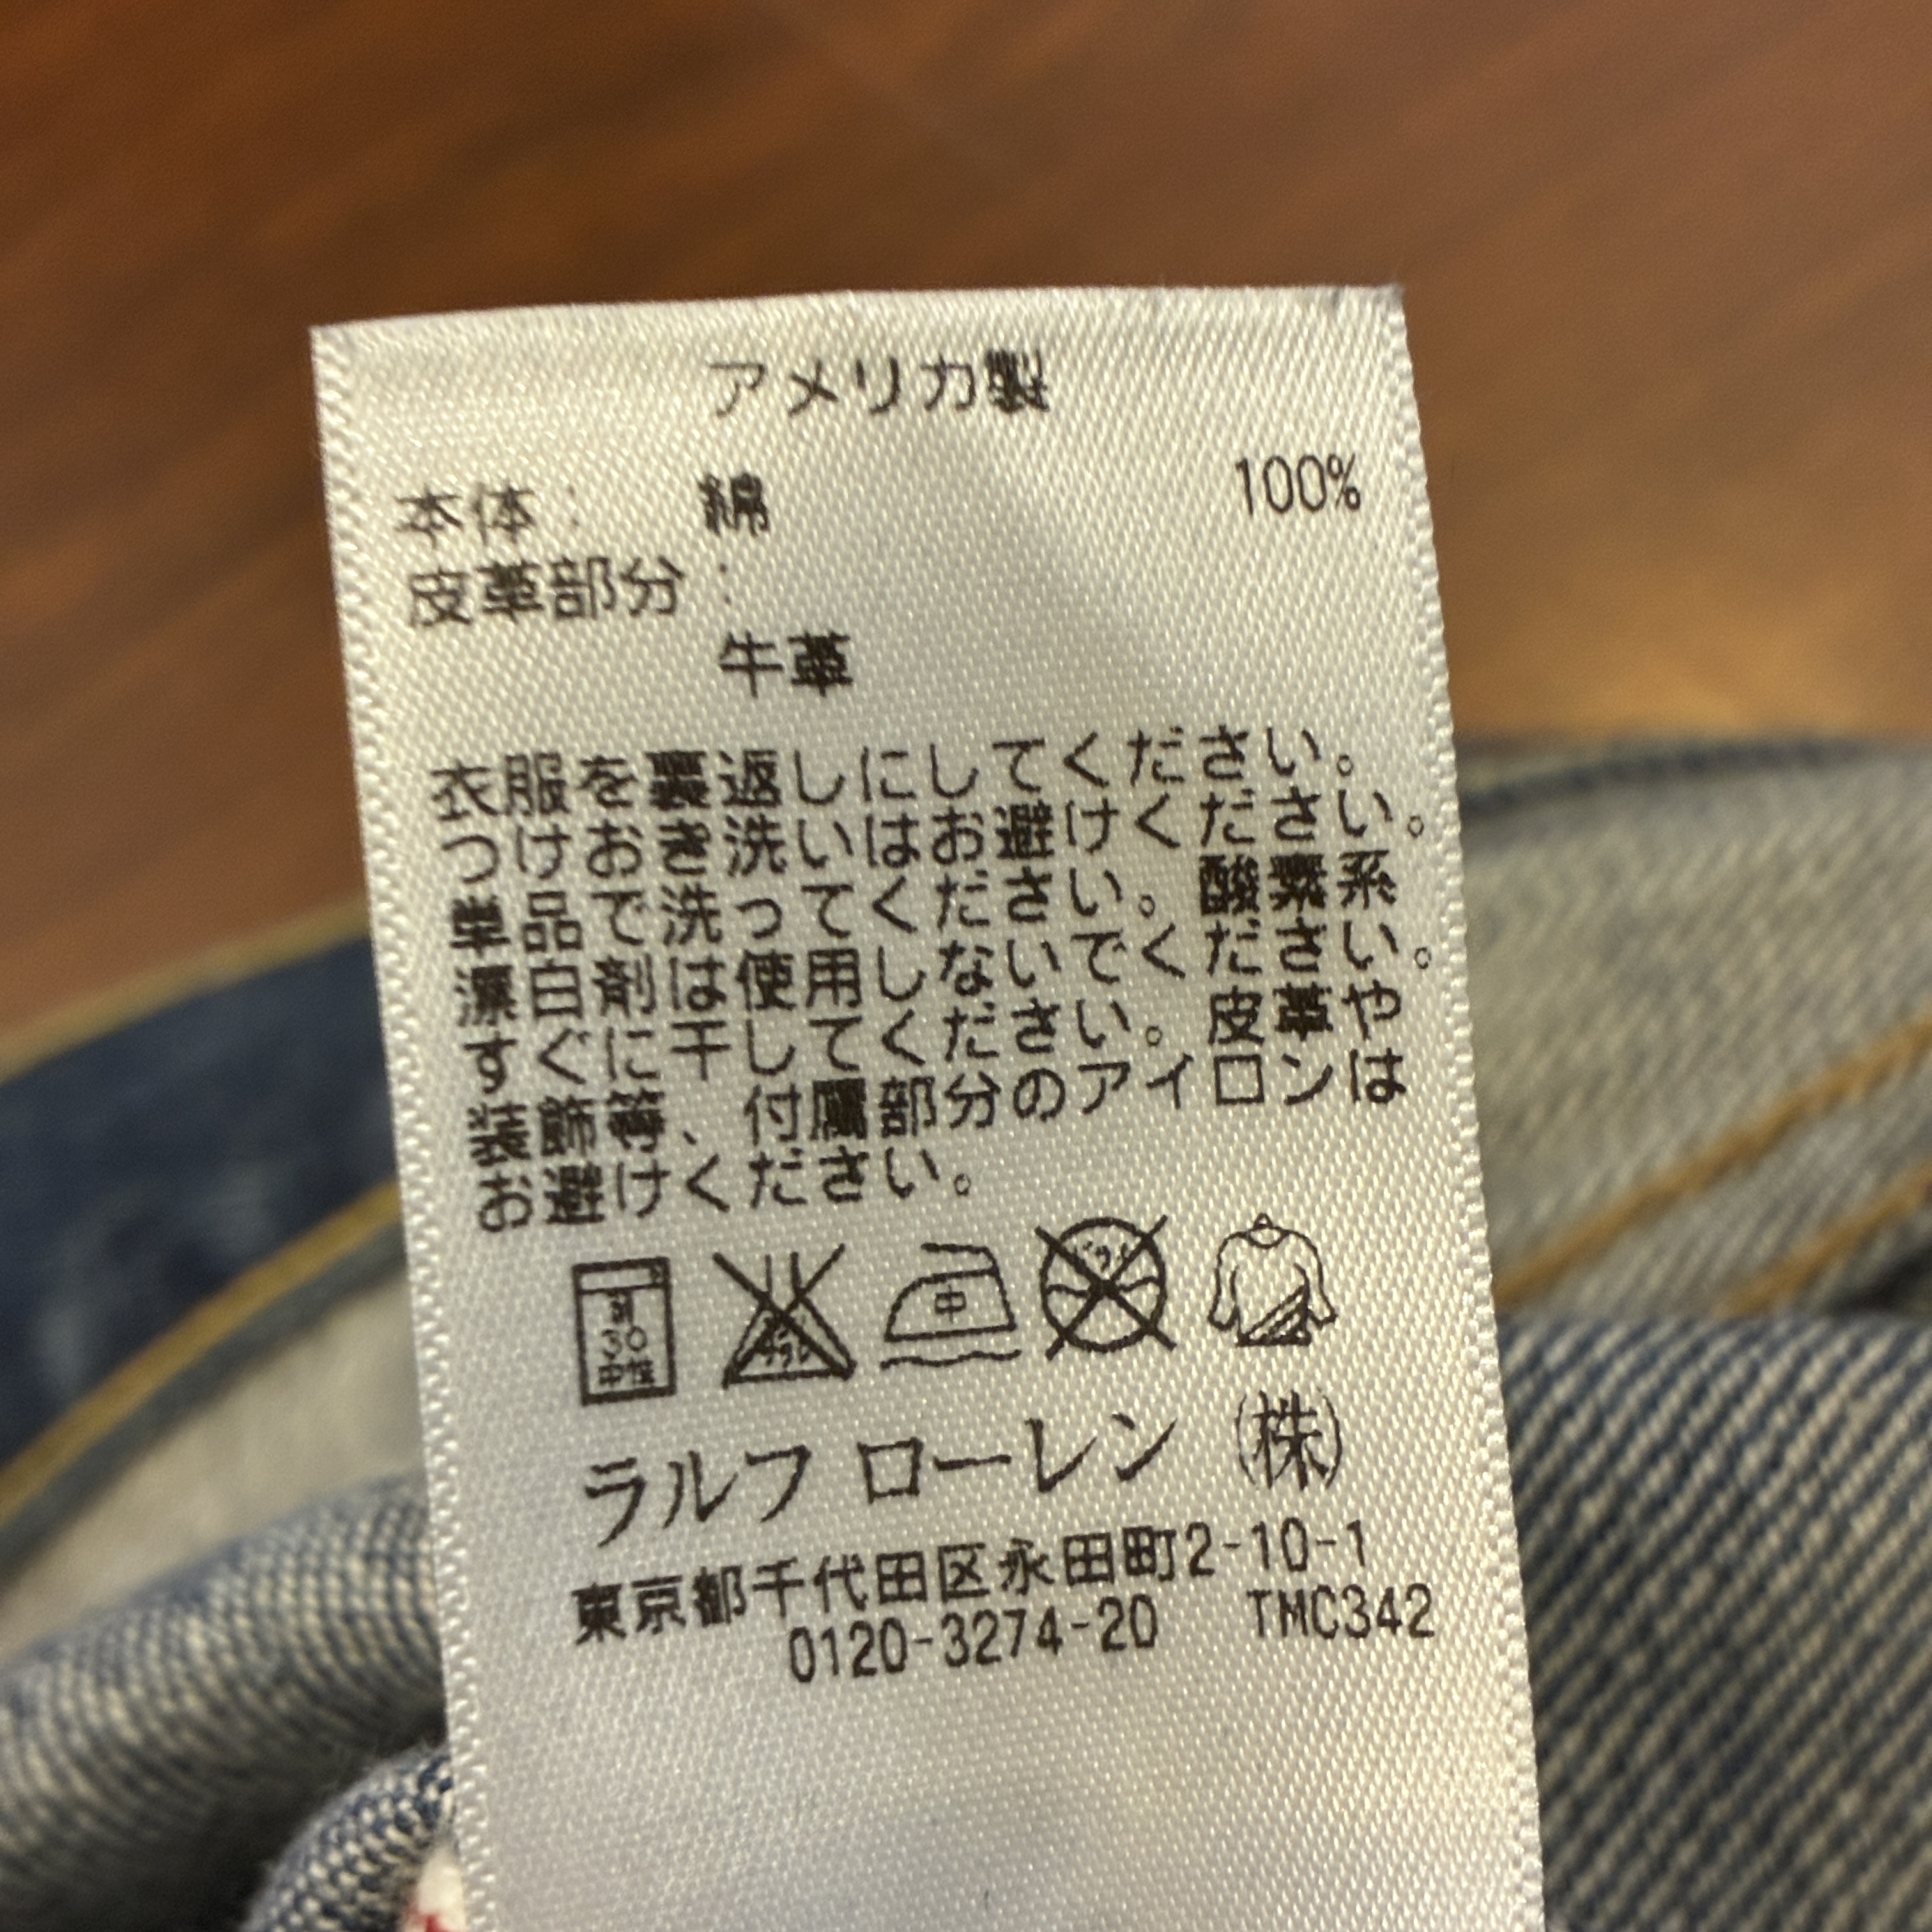 アメリカ製
本体: 綿 100%
皮革部分:
牛革
衣服を裏返しにしてください。
つけおき洗いはお避けください。
単品で洗ってください。酸素系
漂白剤は使用しないでください。
すぐに干してください。皮革や
装飾等、付属部分のアイロンは
お避けください。
30 中性
中
ラルフ ローレン (株)
東京都千代田区永田町2-10-1
0120-3274-20 TMC342